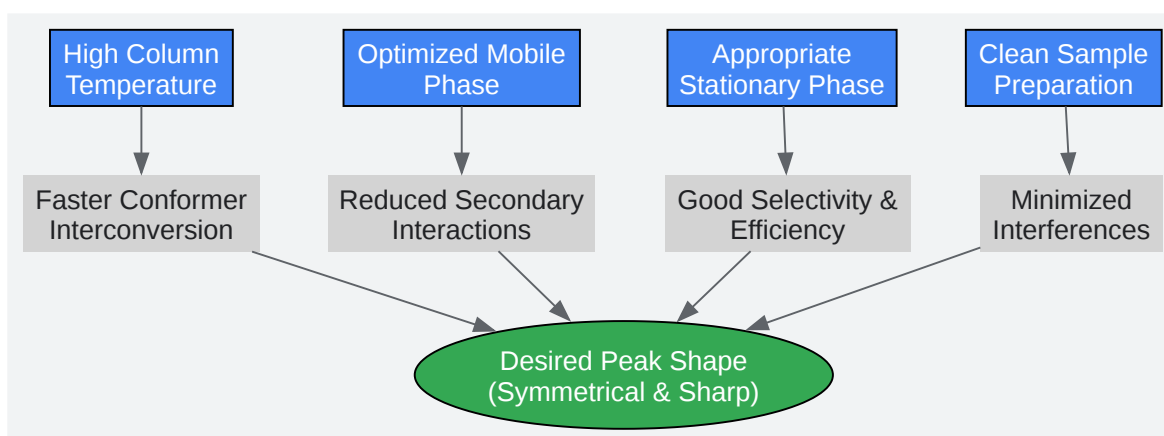 High Column
Temperature
Optimized Mobile
Phase
Appropriate
Stationary Phase
Clean Sample
Preparation
Faster Conformer
Interconversion
Reduced Secondary
Interactions
Good Selectivity &
Efficiency
Minimized
Interferences
Desired Peak Shape
(Symmetrical & Sharp)